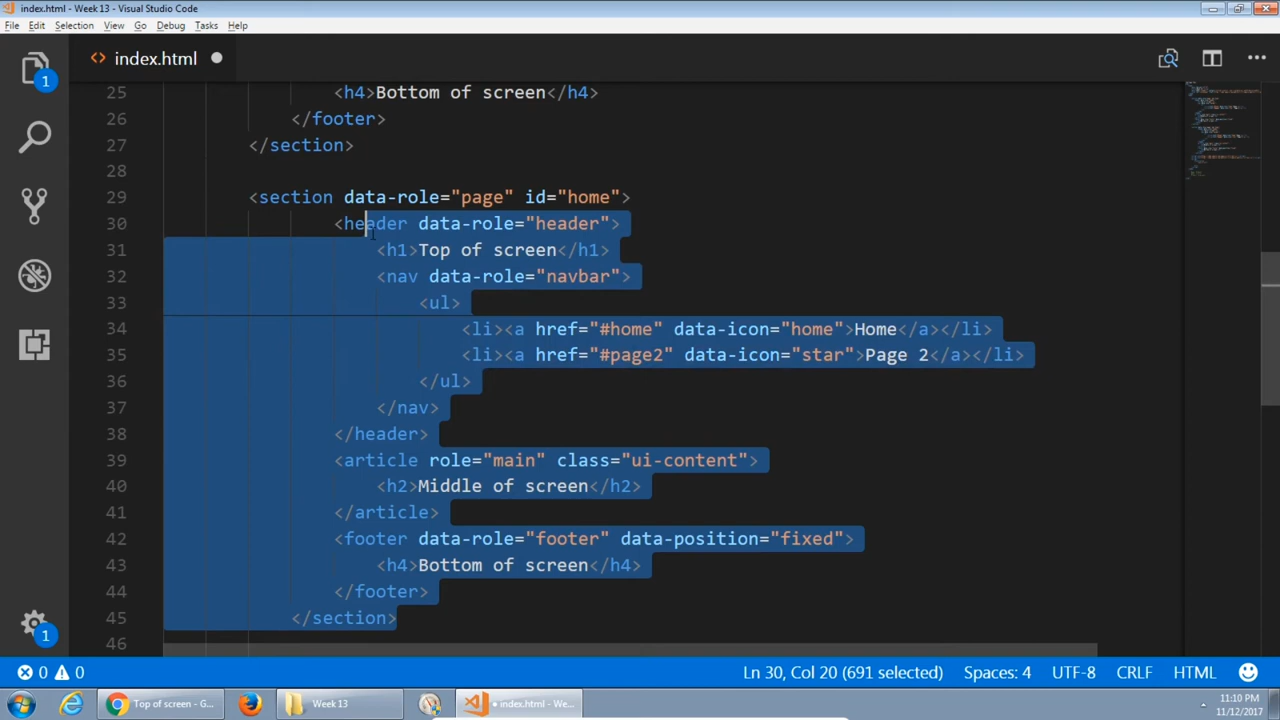 index.html - Week 13 - Visual Studio Code
File Edit Selection View Go Debug Tasks Help
1
<> index.html
25 <h4>Bottom of screen</h4>
26 </footer>
27 </section>
28
29 <section data-role="page" id="home">
30 <header data-role="header">
31 <h1>Top of screen</h1>
32 <nav data-role="navbar">
33 <ul>
34 <li><a href="#home" data-icon="home">Home</a></li>
35 <li><a href="#page2" data-icon="star">Page 2</a></li>
36 </ul>
37 </nav>
38 </header>
39 <article role="main" class="ui-content">
40 <h2>Middle of screen</h2>
41 </article>
42 <footer data-role="footer" data-position="fixed">
43 <h4>Bottom of screen</h4>
44 </footer>
45 </section>
46
1
0 0 Ln 30, Col 20 (691 selected) Spaces: 4 UTF-8 CRLF HTML
Top of screen - G... Week 13 • index.html - We... 11:10 PM
11/12/2017